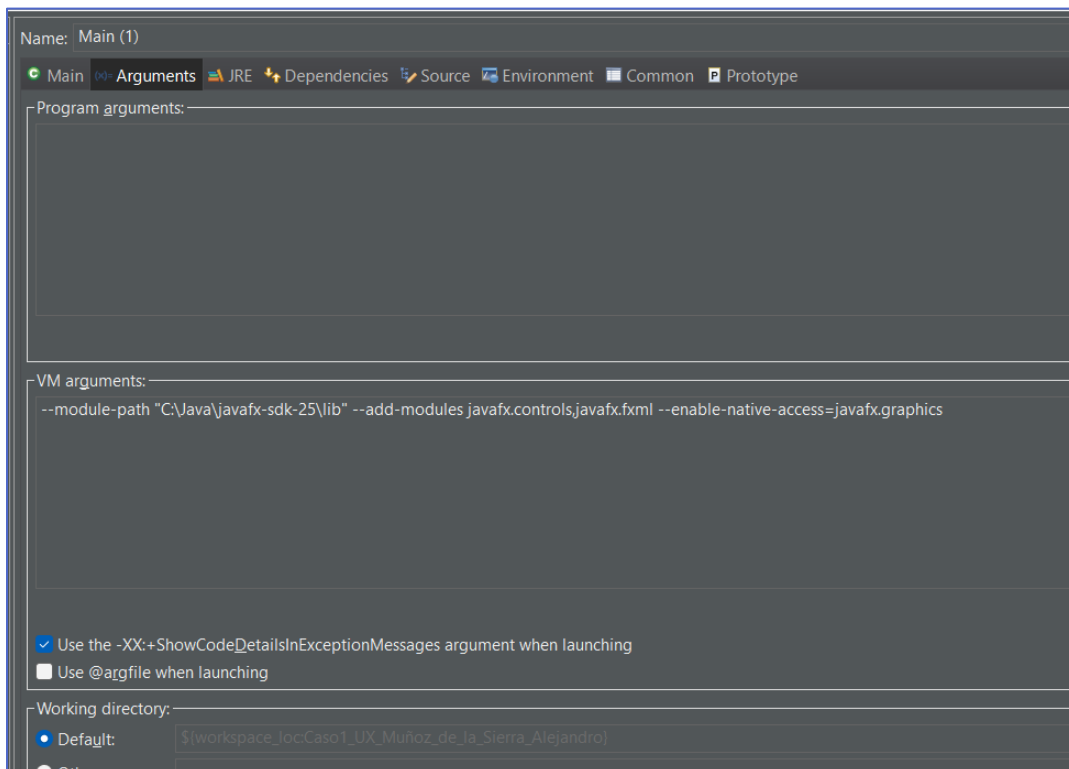 Name: Main (1)
Main Arguments JRE Dependencies Source Environment Common Prototype
Program arguments:
VM arguments:
--module-path "C:\Java\javafx-sdk-25\lib" --add-modules javafx.controls,javafx.fxml --enable-native-access=javafx.graphics
Use the -XX:+ShowCodeDetailsInExceptionMessages argument when launching
Use @argfile when launching
Working directory:
Default: ${workspace_loc:Caso1_UX_Muñoz_de_la_Sierra_Alejandro}